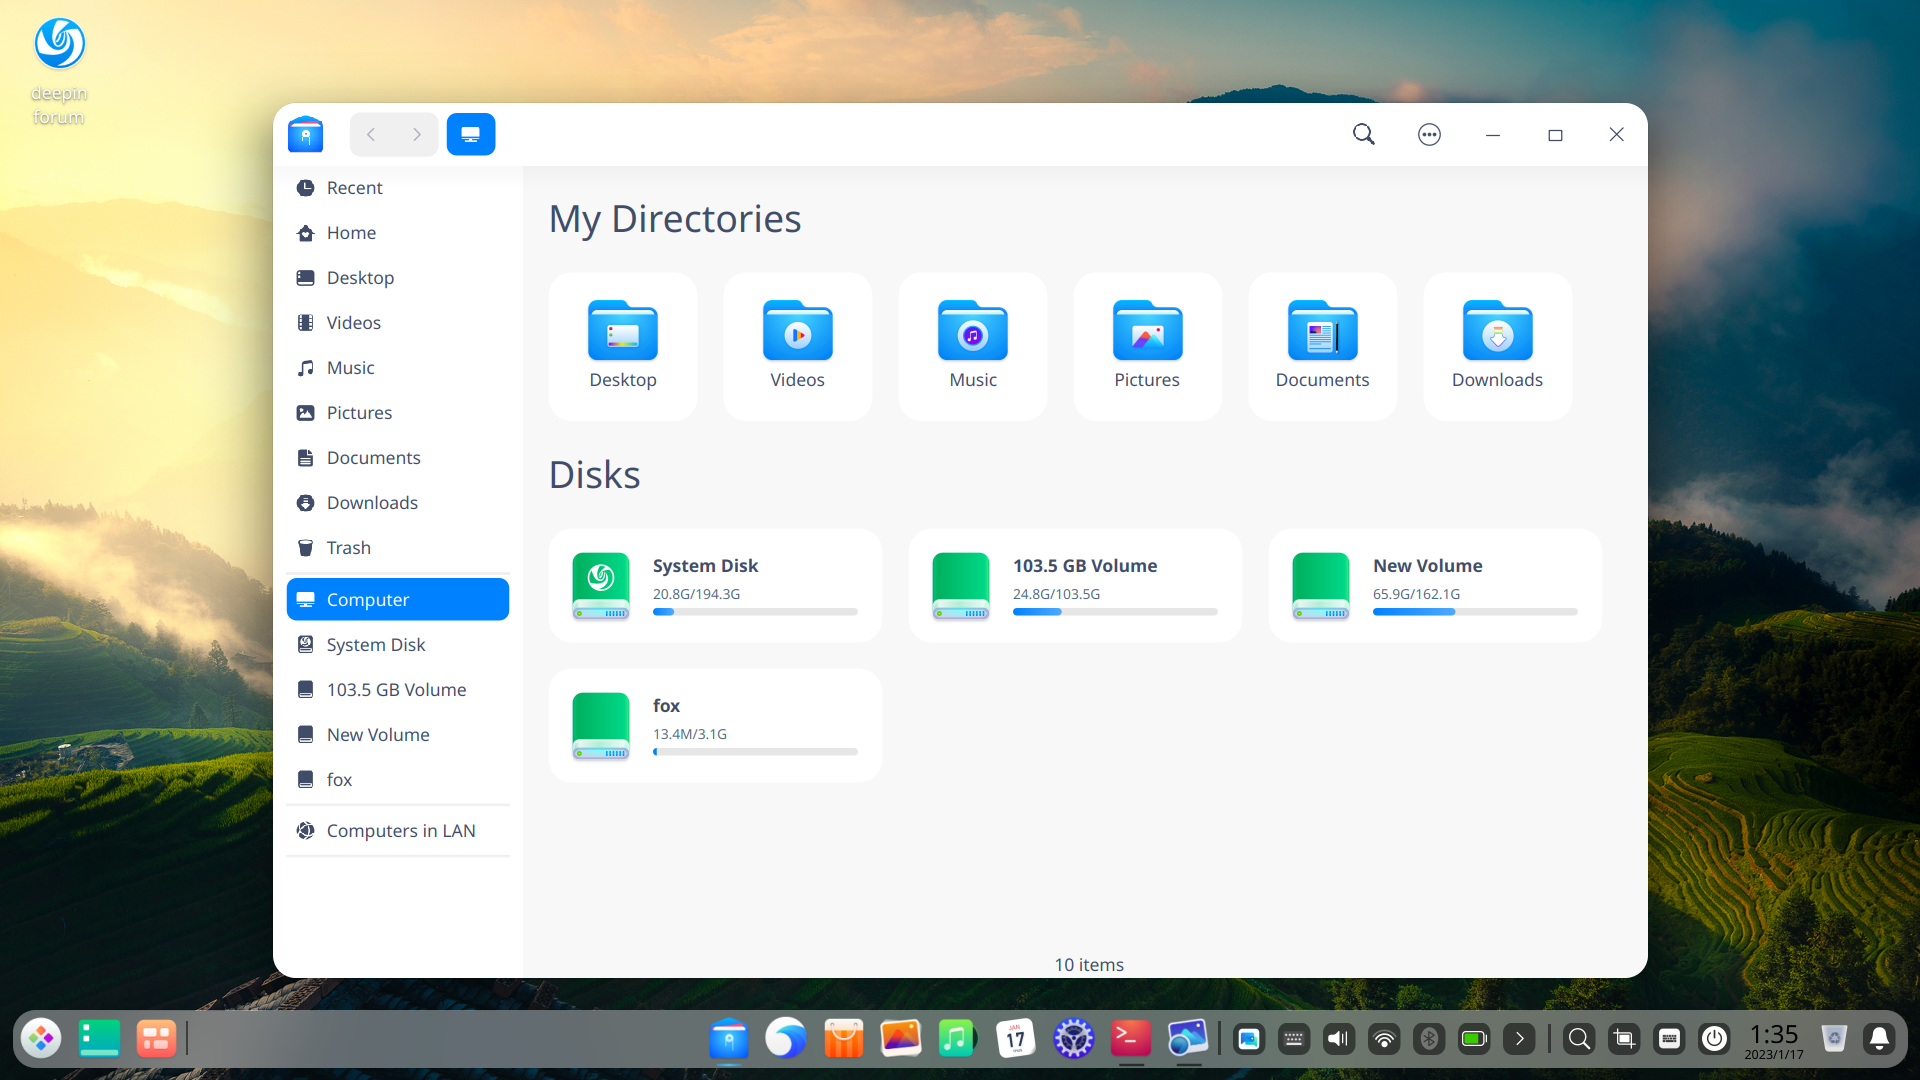 deepin
forum
Recent
Home
Desktop
Videos
Music
Pictures
Documents
Downloads
Trash
Computer
System Disk
103.5 GB Volume
New Volume
fox
Computers in LAN
My Directories
Desktop
Videos
Music
Pictures
Documents
Downloads
Disks
System Disk
20.8G/194.3G
103.5 GB Volume
24.8G/103.5G
New Volume
65.9G/162.1G
fox
13.4M/3.1G
10 items
JAN
17
1:35
2023/1/17